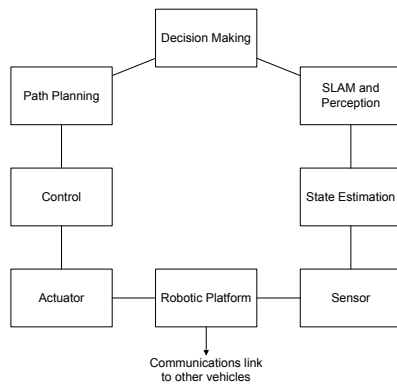 Decision Making
Path Planning
SLAM and
Perception
Control
State Estimation
Actuator
Robotic Platform
Sensor
Communications link
to other vehicles